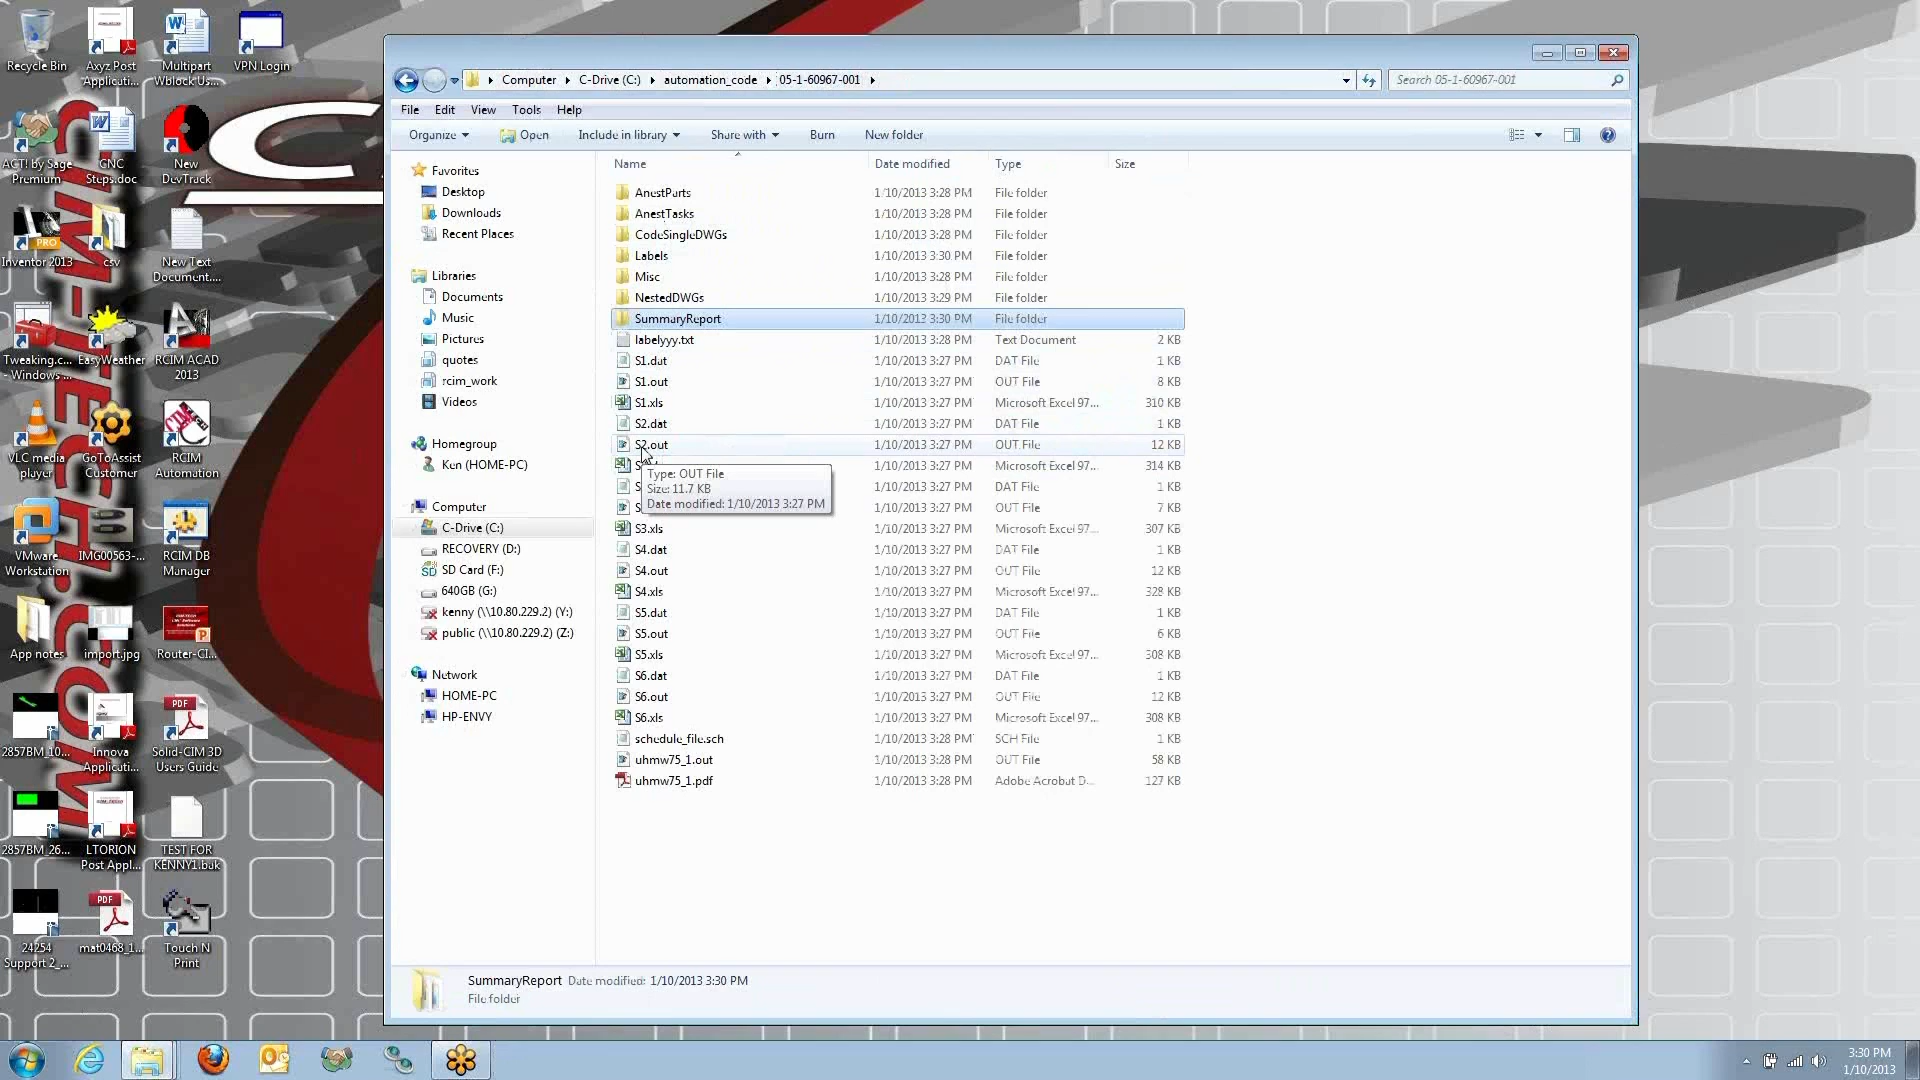 Recycle Bin
Axyz Post
Applicati...
Multipart
Wblock Us...
VPN Login
ACT! by Sage
Premium
CNC
Steps.doc
New
DevTrack
Inventor 2013
csv
New Text
Document....
Tweaking.c...
- Windows ...
EasyWeather
RCIM ACAD
2013
VLC media
player
GoToAssist
Customer
RCIM
Automation
VMware
Workstation
IMG00563-...
RCIM DB
Manager
App notes
import.jpg
Router-CI...
2857BM_10...
Innova
Applicati...
Solid-CIM 3D
Users Guide
2857BM_26...
LTORION
Post Appl...
TEST FOR
KENNY1.bak
24254
Support 2_...
mat0468_1...
Touch N
Print
CIM-TECH.COM
Computer C-Drive (C:) automation_code 05-1-60967-001
Search 05-1-60967-001
File Edit View Tools Help
Organize Open Include in library Share with Burn New folder
Favorites
Desktop
Downloads
Recent Places
Libraries
Documents
Music
Pictures
quotes
rcim_work
Videos
Homegroup
Ken (HOME-PC)
Computer
C-Drive (C:)
RECOVERY (D:)
SD Card (F:)
640GB (G:)
kenny (\\10.80.229.2) (Y:)
public (\\10.80.229.2) (Z:)
Network
HOME-PC
HP-ENVY
Name Date modified Type Size
AnestParts 1/10/2013 3:28 PM File folder
AnestTasks 1/10/2013 3:28 PM File folder
CodeSingleDWGs 1/10/2013 3:28 PM File folder
Labels 1/10/2013 3:30 PM File folder
Misc 1/10/2013 3:28 PM File folder
NestedDWGs 1/10/2013 3:29 PM File folder
SummaryReport 1/10/2013 3:30 PM File folder
labelyyy.txt 1/10/2013 3:28 PM Text Document 2 KB
S1.dat 1/10/2013 3:27 PM DAT File 1 KB
S1.out 1/10/2013 3:27 PM OUT File 8 KB
S1.xls 1/10/2013 3:27 PM Microsoft Excel 97... 310 KB
S2.dat 1/10/2013 3:27 PM DAT File 1 KB
S2.out 1/10/2013 3:27 PM OUT File 12 KB
1/10/2013 3:27 PM Microsoft Excel 97... 314 KB
S 1/10/2013 3:27 PM DAT File 1 KB
S 1/10/2013 3:27 PM OUT File 7 KB
Type: OUT File
Size: 11.7 KB
Date modified: 1/10/2013 3:27 PM
S3.xls 1/10/2013 3:27 PM Microsoft Excel 97... 307 KB
S4.dat 1/10/2013 3:27 PM DAT File 1 KB
S4.out 1/10/2013 3:27 PM OUT File 12 KB
S4.xls 1/10/2013 3:27 PM Microsoft Excel 97... 328 KB
S5.dat 1/10/2013 3:27 PM DAT File 1 KB
S5.out 1/10/2013 3:27 PM OUT File 6 KB
S5.xls 1/10/2013 3:27 PM Microsoft Excel 97... 308 KB
S6.dat 1/10/2013 3:27 PM DAT File 1 KB
S6.out 1/10/2013 3:27 PM OUT File 12 KB
S6.xls 1/10/2013 3:27 PM Microsoft Excel 97... 308 KB
schedule_file.sch 1/10/2013 3:28 PM SCH File 1 KB
uhmw75_1.out 1/10/2013 3:28 PM OUT File 58 KB
uhmw75_1.pdf 1/10/2013 3:28 PM Adobe Acrobat D... 127 KB
SummaryReport Date modified: 1/10/2013 3:30 PM
File folder
3:30 PM
1/10/2013